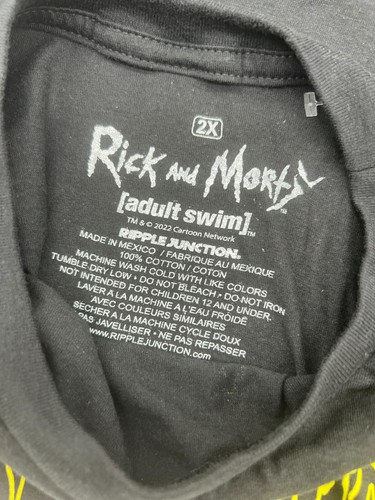 2X
Rick and Morty
[adult swim]™
TM & © 2022 Cartoon Network
RIPPLE JUNCTION.
MADE IN MEXICO / FABRIQUE AU MEXIQUE
100% COTTON / COTON
MACHINE WASH COLD WITH LIKE COLORS
TUMBLE DRY LOW • DO NOT BLEACH • DO NOT IRON
NOT INTENDED FOR CHILDREN 12 AND UNDER.
LAVER A LA MACHINE A L'EAU FROIDE
AVEC COULEURS SIMILAIRES
SECHER A LA MACHINE CYCLE DOUX
PAS JAVELLISER • NE PAS REPASSER
www.RIPPLEJUNCTION.com